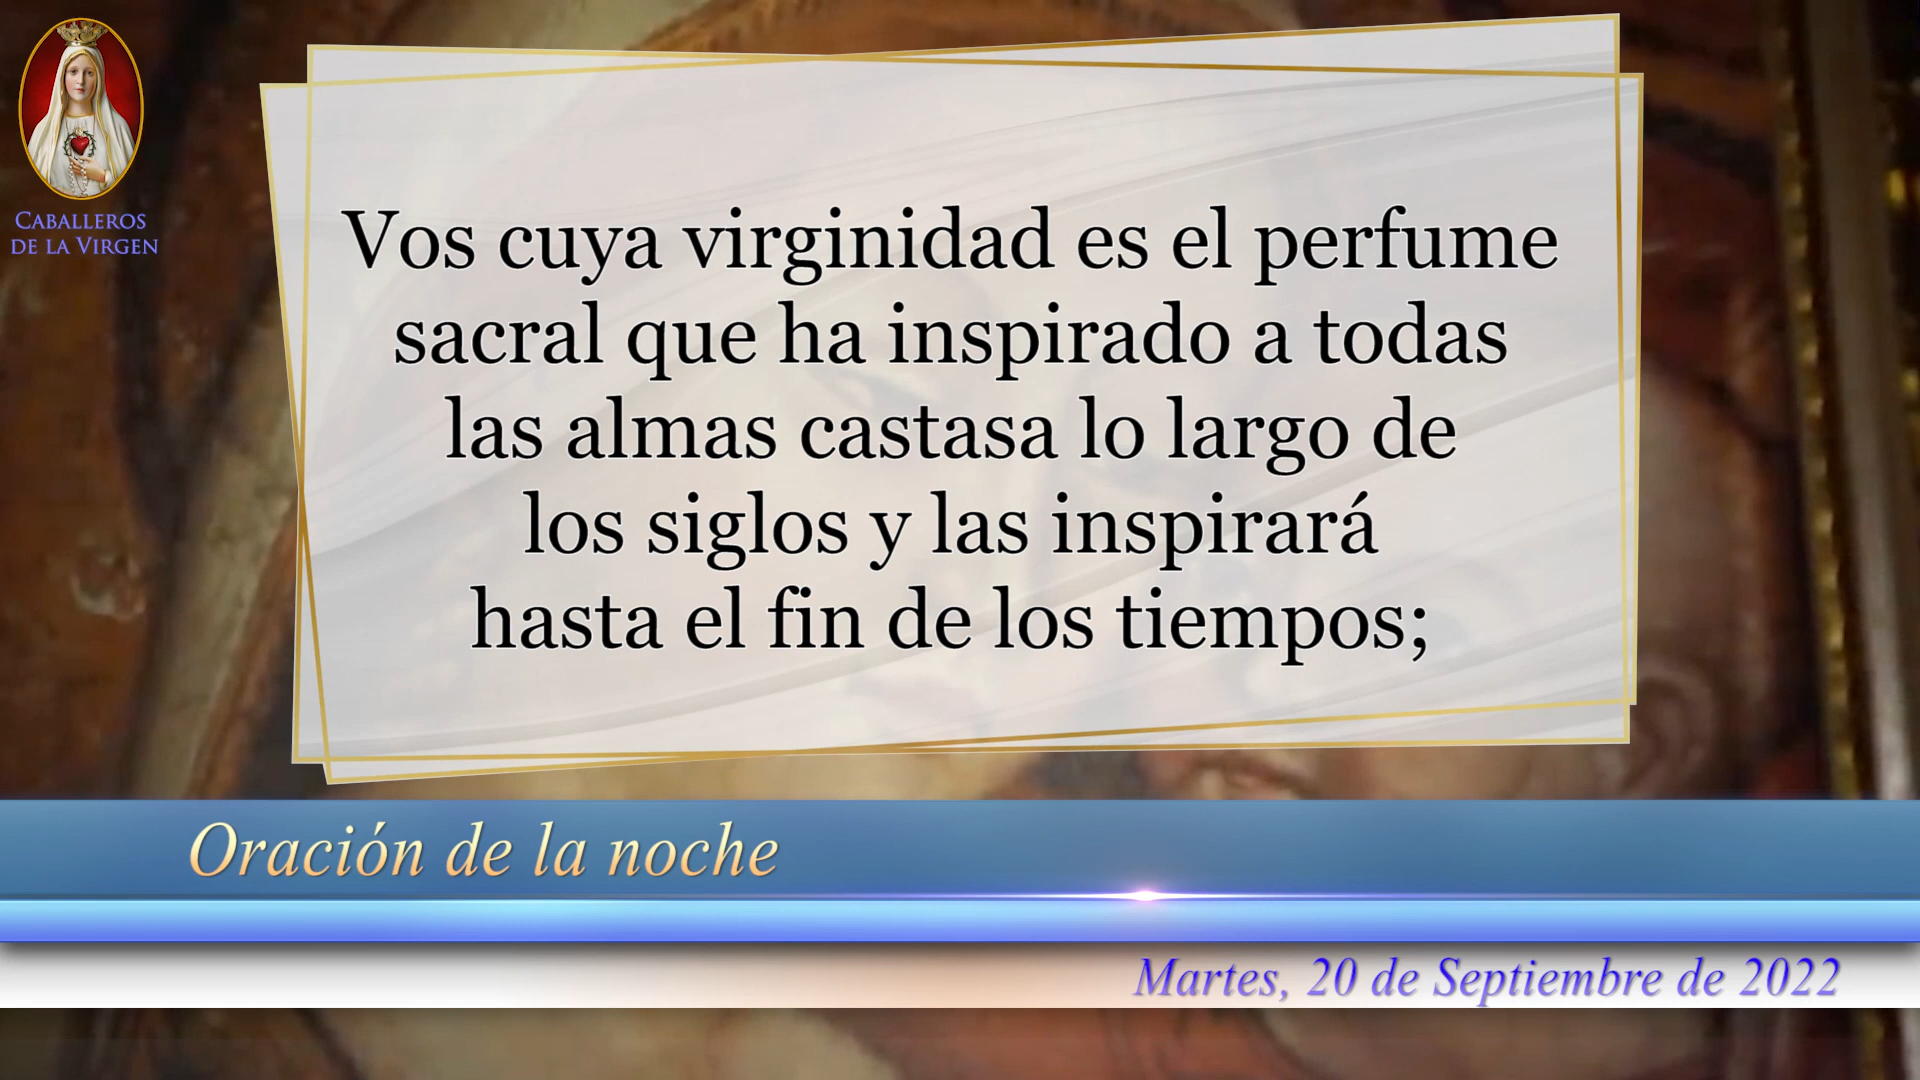 CABALLEROS
DE LA VIRGEN
Vos cuya virginidad es el perfume
sacral que ha inspirado a todas
las almas castasa lo largo de
los siglos y las inspirará
hasta el fin de los tiempos;
Oración de la noche
Martes, 20 de Septiembre de 2022